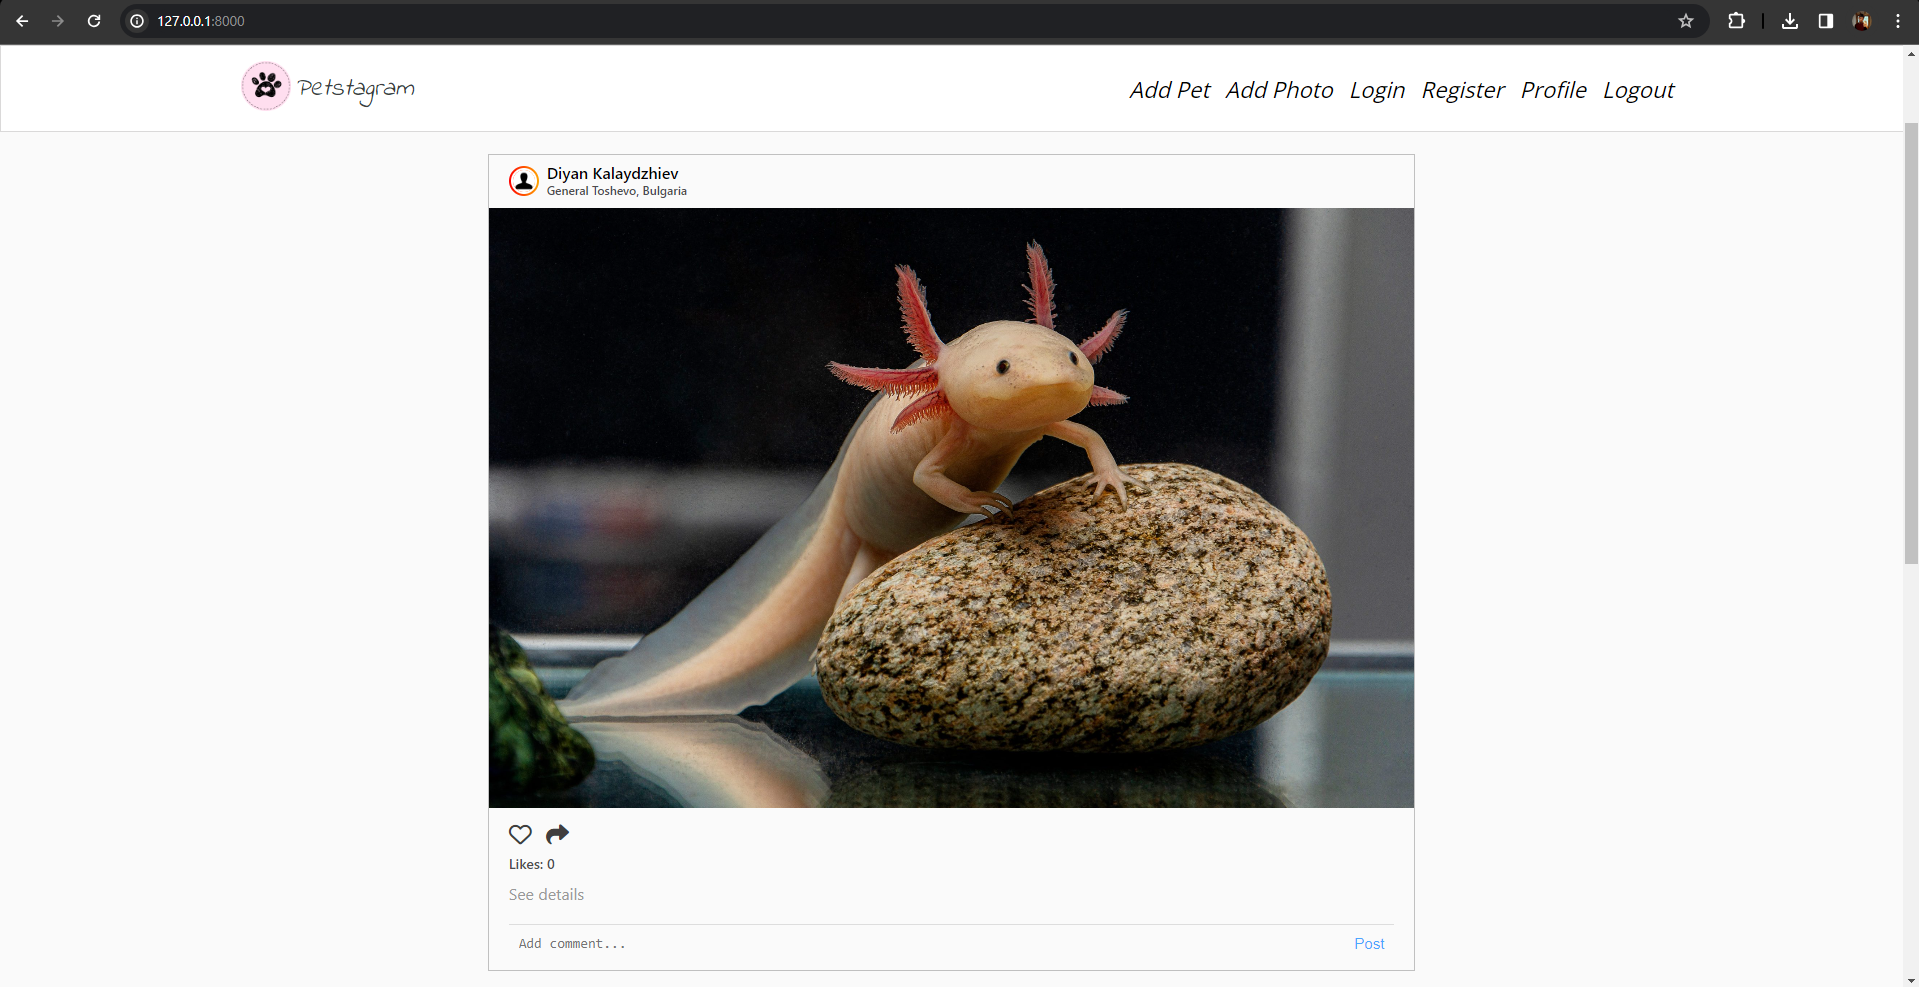 127.0.0.1:8000
Petstagram
Add Pet Add Photo Login Register Profile Logout
Diyan Kalaydzhiev
General Toshevo, Bulgaria
Likes: 0
See details
Add comment... Post